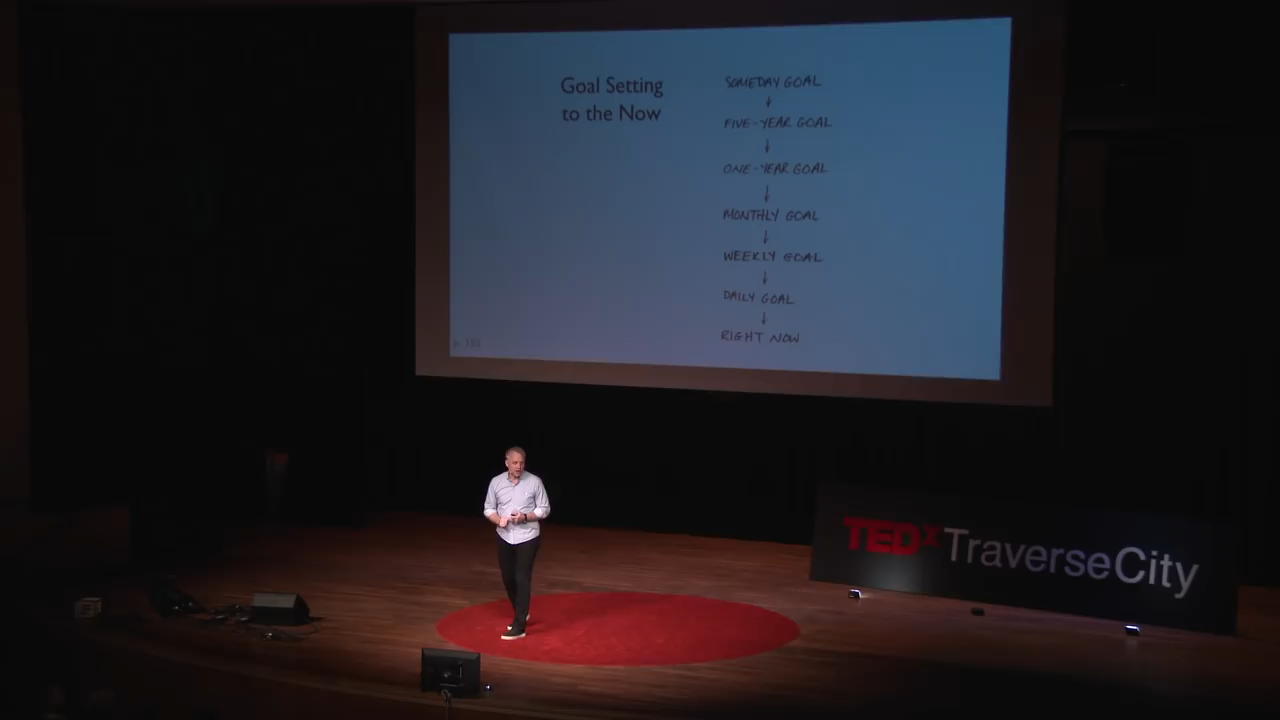 Goal Setting
to the Now
SOMEDAY GOAL
FIVE-YEAR GOAL
ONE-YEAR GOAL
MONTHLY GOAL
WEEKLY GOAL
DAILY GOAL
RIGHT NOW
TEDx TraverseCity